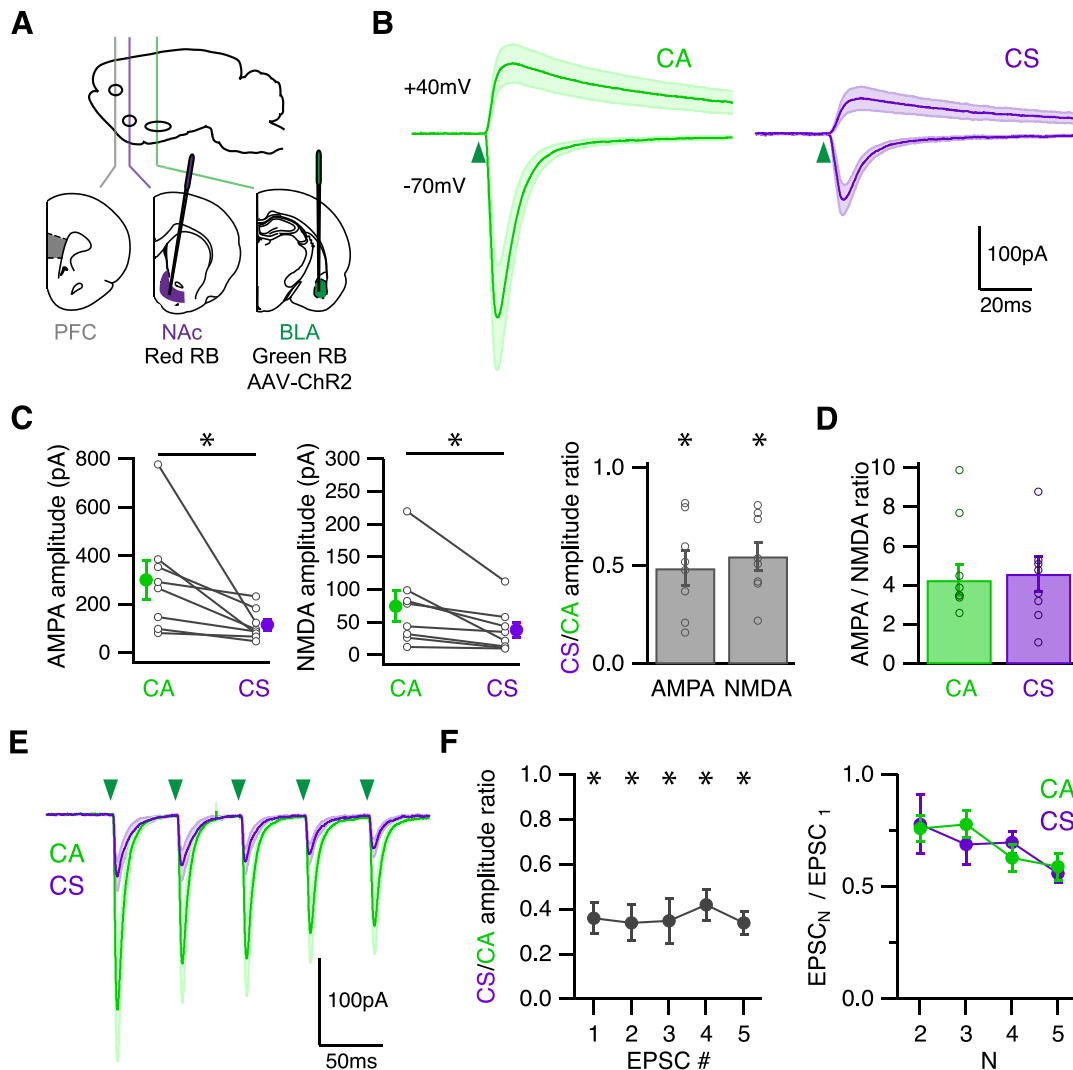 A
PFC
NAc
Red RB
BLA
Green RB
AAV-ChR2
B
CA
CS
+40mV
-70mV
100pA
20ms
C
AMPA amplitude (pA)
800
600
400
200
0
*
CA
CS
NMDA amplitude (pA)
300
250
200
150
100
50
0
*
CA
CS
CS/CA amplitude ratio
1.0
0.5
0.0
*
*
AMPA
NMDA
D
AMPA / NMDA ratio
10
8
6
4
2
0
CA
CS
E
CA
CS
100pA
50ms
F
CS/CA amplitude ratio
1.0
0.8
0.6
0.4
0.2
0.0
* * * * *
1 2 3 4 5
EPSC #
EPSCN / EPSC 1
1.0
0.5
0.0
CA
CS
2 3 4 5
N